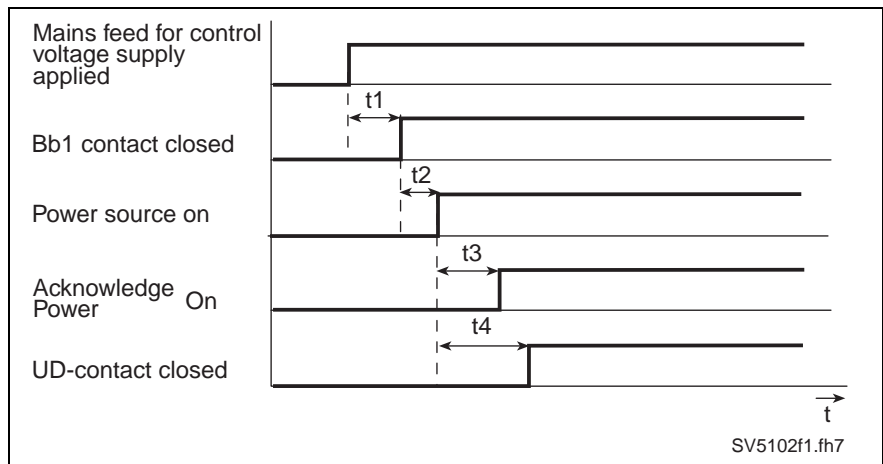 Mains feed for control
voltage supply
applied
t1
Bb1 contact closed
t2
Power source on
t3
Acknowledge
Power On
t4
UD-contact closed
t
SV5102f1.fh7